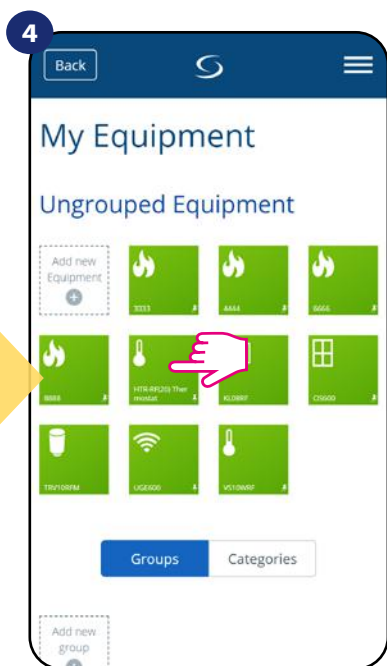 4
Back
My Equipment
Ungrouped Equipment
Add new
Equipment
3333
4444
6666
8888
HTR-RF(20) Ther
mostat
KL08RF
OS600
TRV10RFM
UGE600
VS10WRF
Groups
Categories
Add new
group